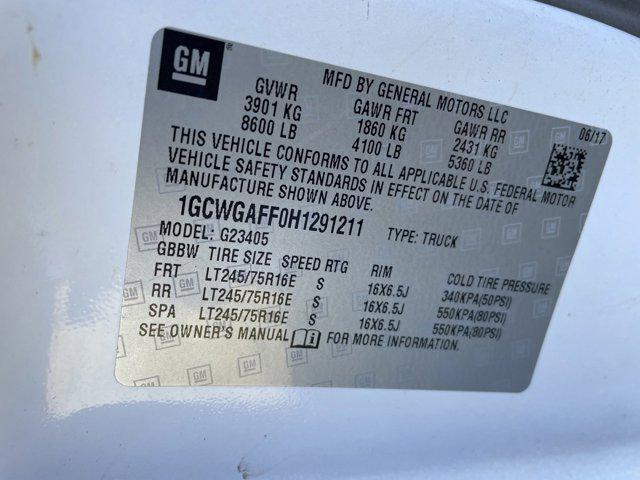 GM
MFD BY GENERAL MOTORS LLC
06/17
GVWR GAWR FRT GAWR RR
3901 KG 1860 KG 2431 KG
8600 LB 4100 LB 5360 LB
THIS VEHICLE CONFORMS TO ALL APPLICABLE U.S. FEDERAL MOTOR
VEHICLE SAFETY STANDARDS IN EFFECT ON THE DATE OF
MANUFACTURE SHOWN ABOVE.
1GCWGAFF0H1291211 TYPE: TRUCK
MODEL: G23405
GBBW TIRE SIZE SPEED RTG RIM COLD TIRE PRESSURE
FRT LT245/75R16E S 16X6.5J 340KPA(50PSI)
RR LT245/75R16E S 16X6.5J 550KPA(80PSI)
SPA LT245/75R16E S 16X6.5J 550KPA(80PSI)
SEE OWNER'S MANUAL FOR MORE INFORMATION.